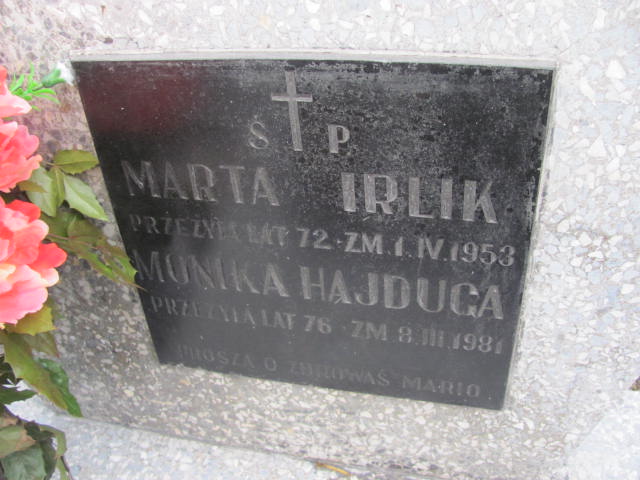 S P
MARTA IRLIK
PRZEŻYŁA LAT 72 ZM 1.IV.1953
MONIKA HAJDUGA
PRZEŻYŁA LAT 76 ZM 8.III.1981
PROSZĄ O ZDROWAŚ MARIO